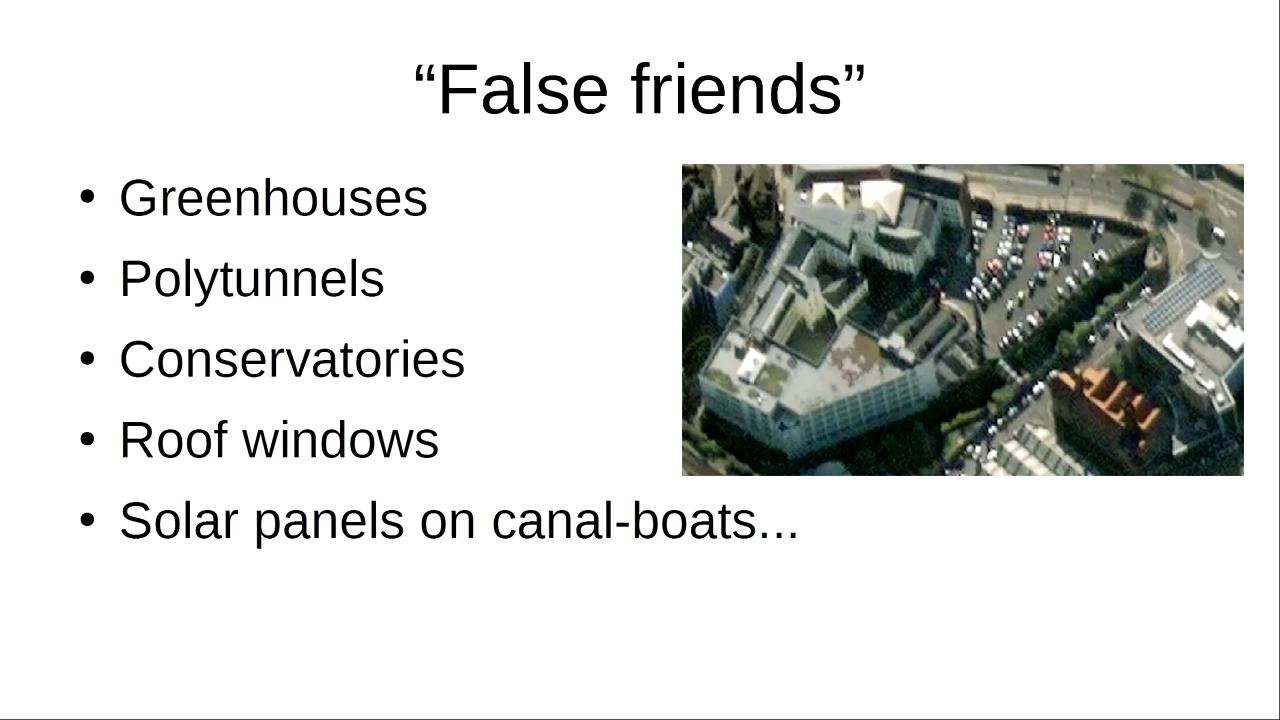 “False friends”
• Greenhouses
• Polytunnels
• Conservatories
• Roof windows
• Solar panels on canal-boats...